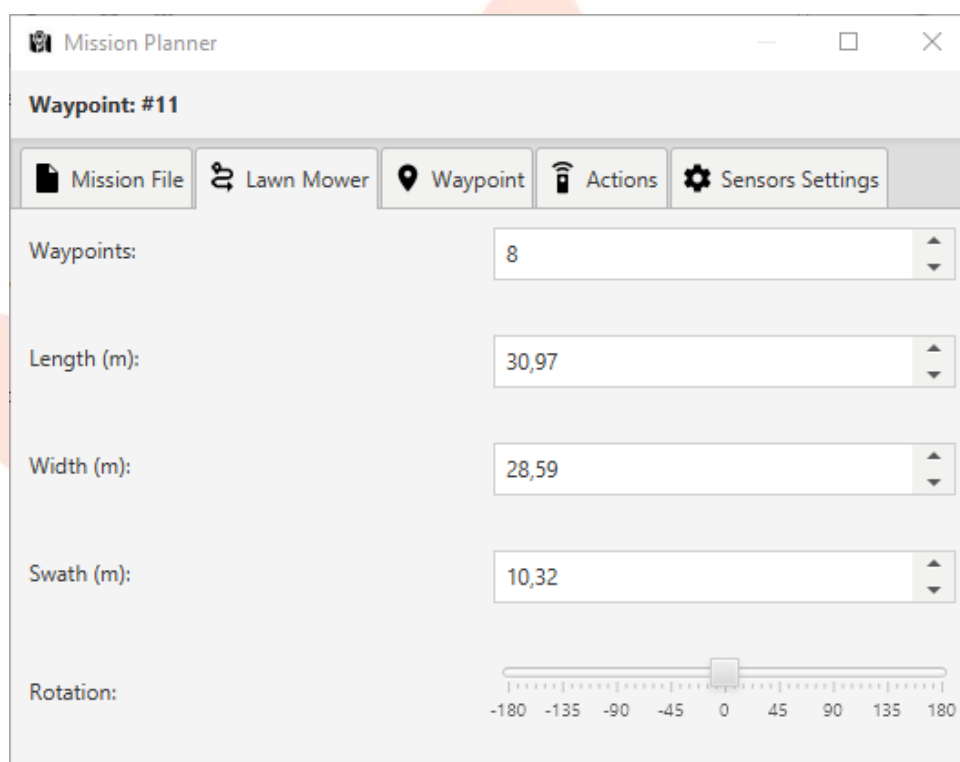 Mission Planner
Waypoint: #11
Mission File Lawn Mower Waypoint Actions Sensors Settings
Waypoints: 8
Length (m): 30,97
Width (m): 28,59
Swath (m): 10,32
Rotation:
-180 -135 -90 -45 0 45 90 135 180